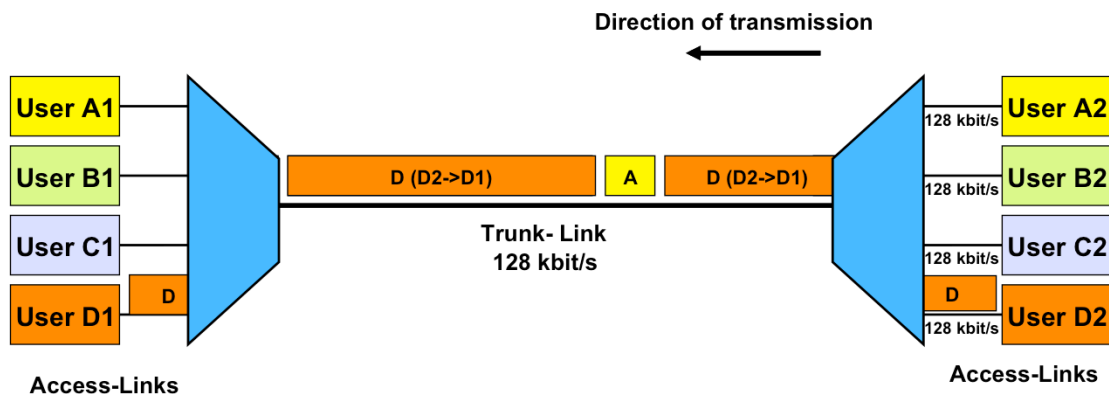 Direction of transmission
User A1
User B1
User C1
User D1
D
D (D2->D1)
A
D (D2->D1)
Trunk- Link
128 kbit/s
128 kbit/s
128 kbit/s
128 kbit/s
128 kbit/s
D
User A2
User B2
User C2
User D2
Access-Links
Access-Links